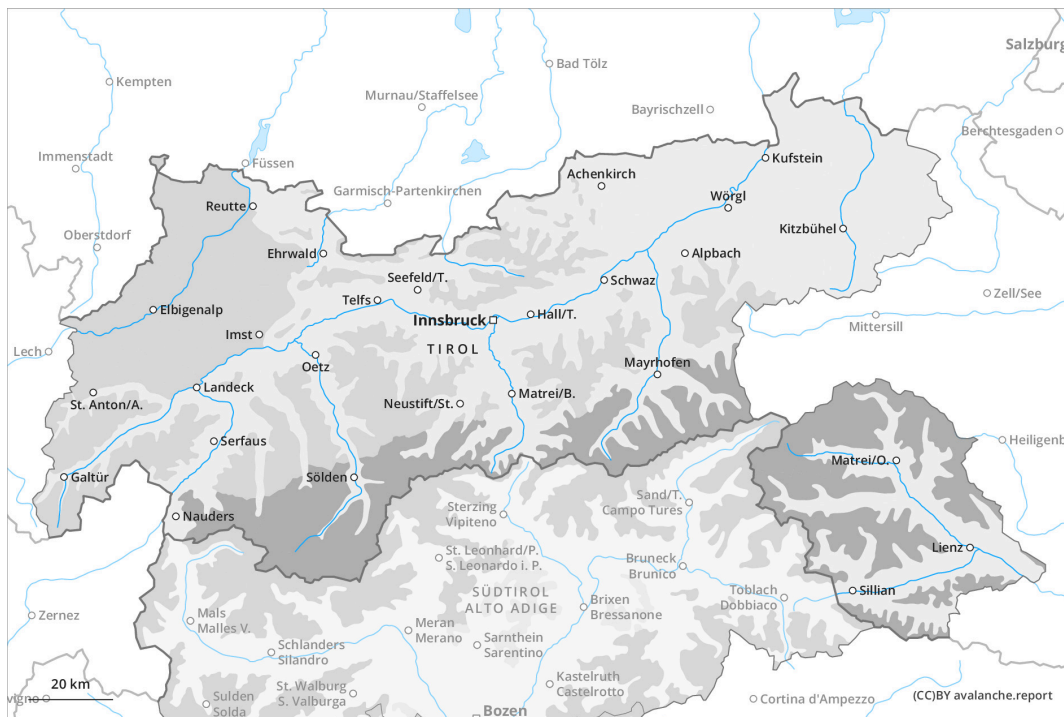 Salzburg
Bad Tölz
Kempten
Murnau/Staffelsee
Bayrischzell
Berchtesgaden
Immenstadt
Füssen
Kufstein
Achenkirch
Garmisch-Partenkirchen
Reutte
Wörgl
Oberstdorf
Kitzbühel
Ehrwald
Alpbach
Seefeld/T.
Schwaz
Zell/See
Telfs
Elbigenalp
Innsbruck
Hall/T.
Mittersill
Imst
TIROL
Lech
Oetz
Mayrhofen
Landeck
Matrei/B.
St. Anton/A.
Neustift/St.
Serfaus
Heiligenb
Matrei/O.
Galtür
Sölden
Sand/T.
Campo Tures
Sterzing
Vipiteno
Nauders
Lienz
St. Leonhard/P.
S. Leonardo i. P.
Bruneck
Brunico
SÜDTIROL
ALTO ADIGE
Sillian
Toblach
Dobbiaco
Zernez
Mals
Malles V.
Brixen
Bressanone
Meran
Merano
Sarnthein
Sarentino
Schlanders
Silandro
20 km
St. Walburg
S. Valburga
Kastelruth
Castelrotto
vigno
Sulden
Solda
Cortina d'Ampezzo
(CC)BY avalanche.report
Bozen